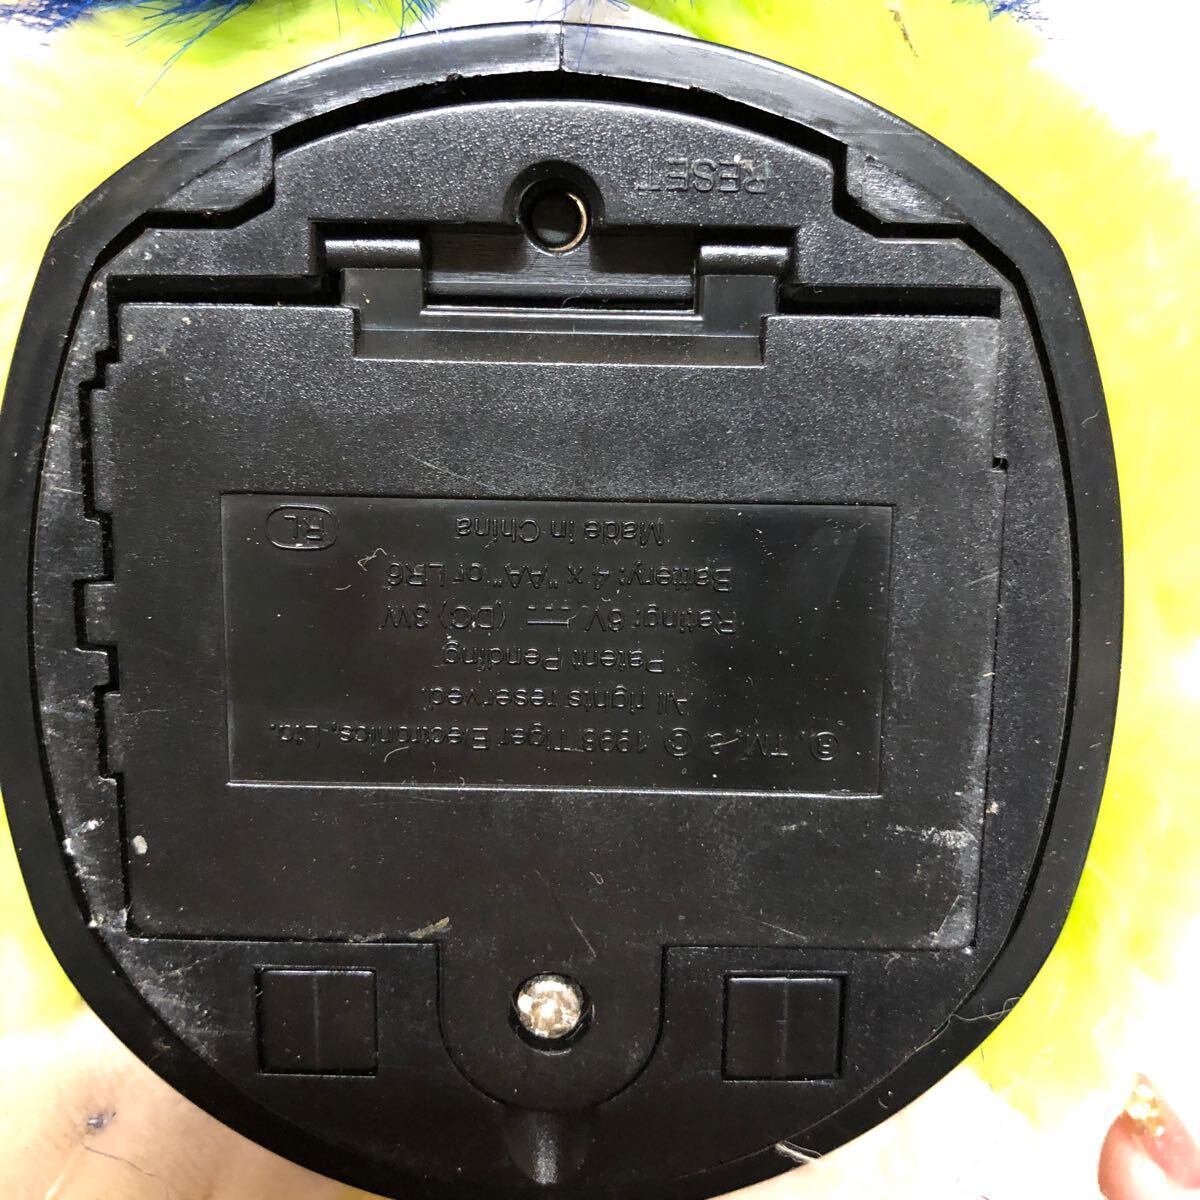 ®, TM, & © 1998 Tiger Electronics, Ltd.
All rights reserved.
Patent Pending
Rating: 6V ⎓ (DC) 3W
Battery: 4 x "AA" or LR6
Made in China
RL
RESET